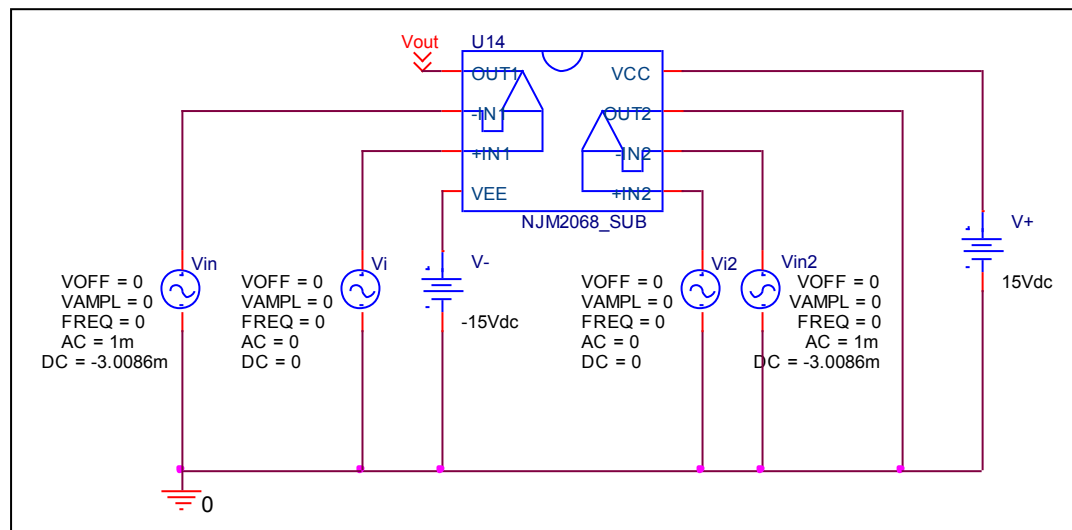 Vout
U14
OUT1
-IN1
+IN1
VEE
VCC
OUT2
-IN2
+IN2
NJM2068_SUB
Vin
VOFF = 0
VAMPL = 0
FREQ = 0
AC = 1m
DC = -3.0086m
Vi
VOFF = 0
VAMPL = 0
FREQ = 0
AC = 0
DC = 0
V-
-15Vdc
Vi2
VOFF = 0
VAMPL = 0
FREQ = 0
AC = 0
DC = 0
Vin2
VOFF = 0
VAMPL = 0
FREQ = 0
AC = 1m
DC = -3.0086m
V+
15Vdc
0